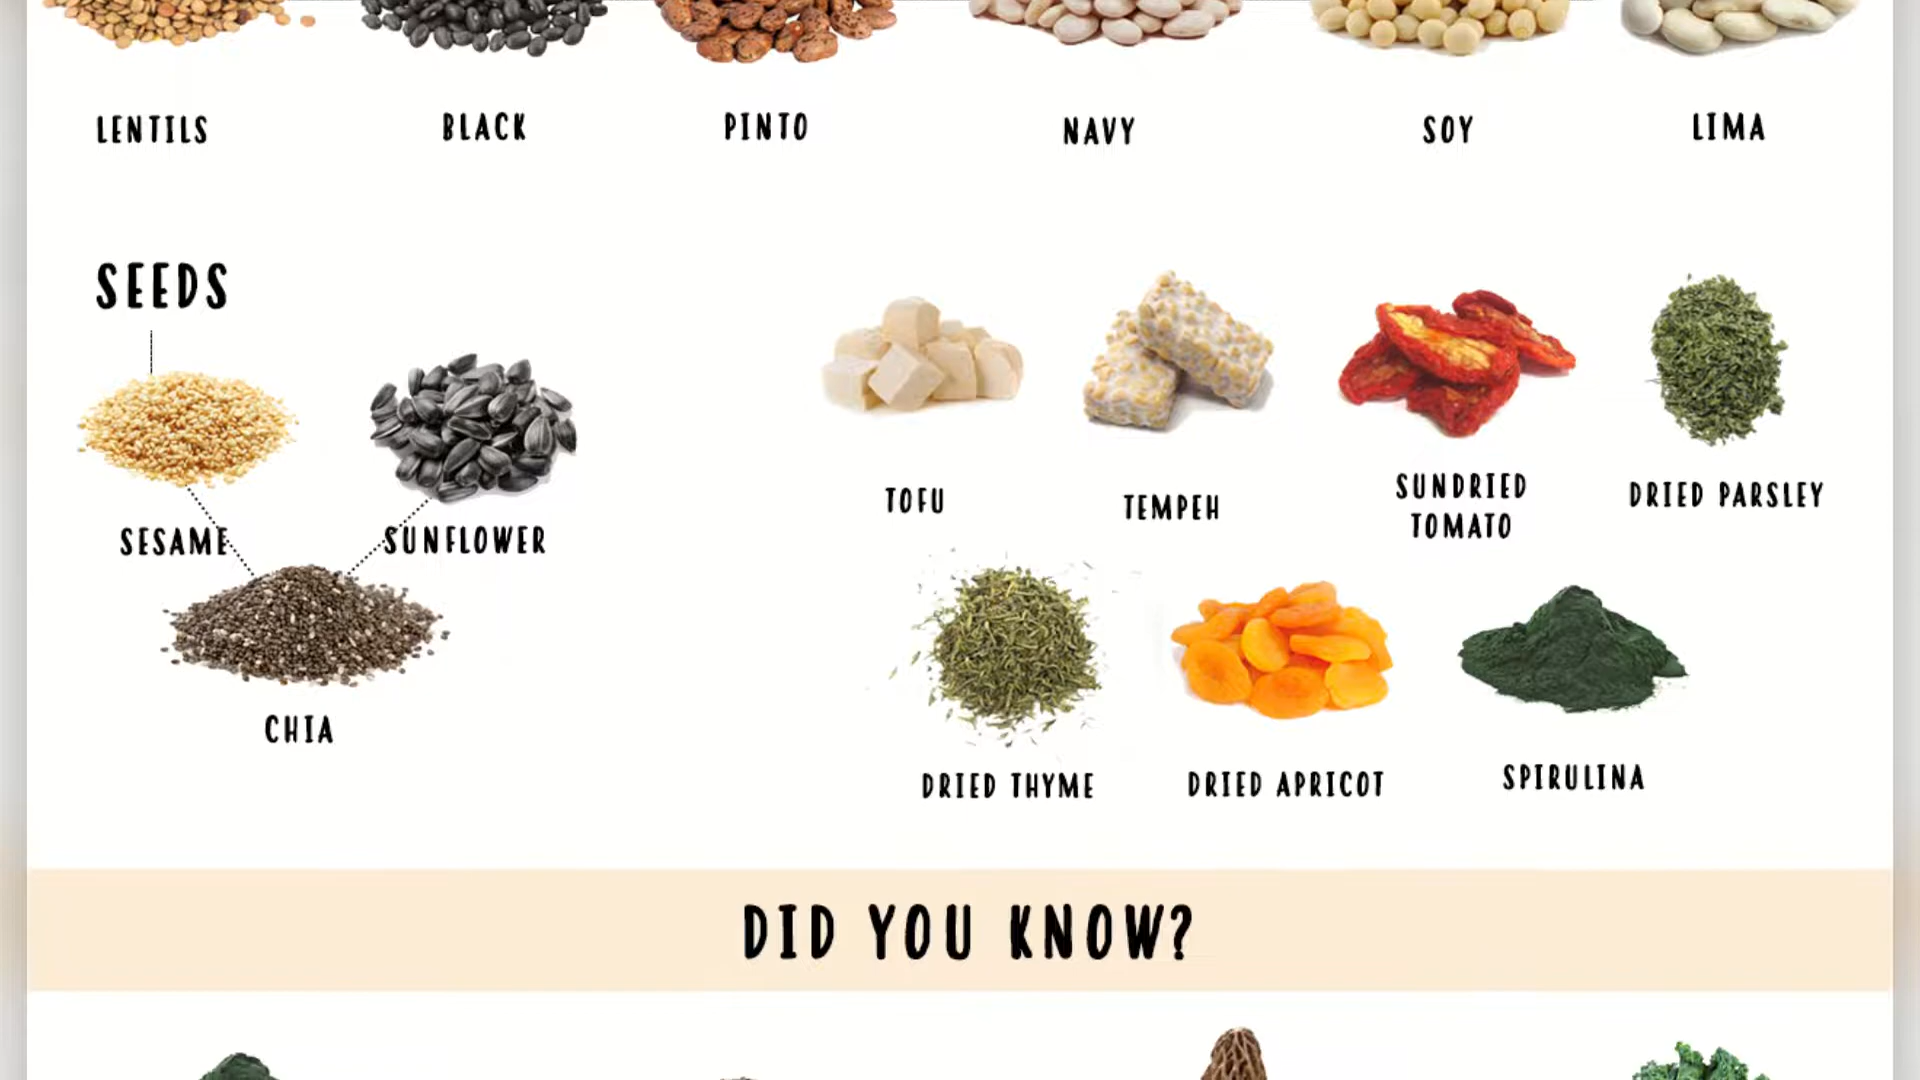 LENTILS
BLACK
PINTO
NAVY
SOY
LIMA
SEEDS
SESAME
SUNFLOWER
CHIA
TOFU
TEMPEH
SUNDRIED
TOMATO
DRIED PARSLEY
DRIED THYME
DRIED APRICOT
SPIRULINA
DID YOU KNOW?